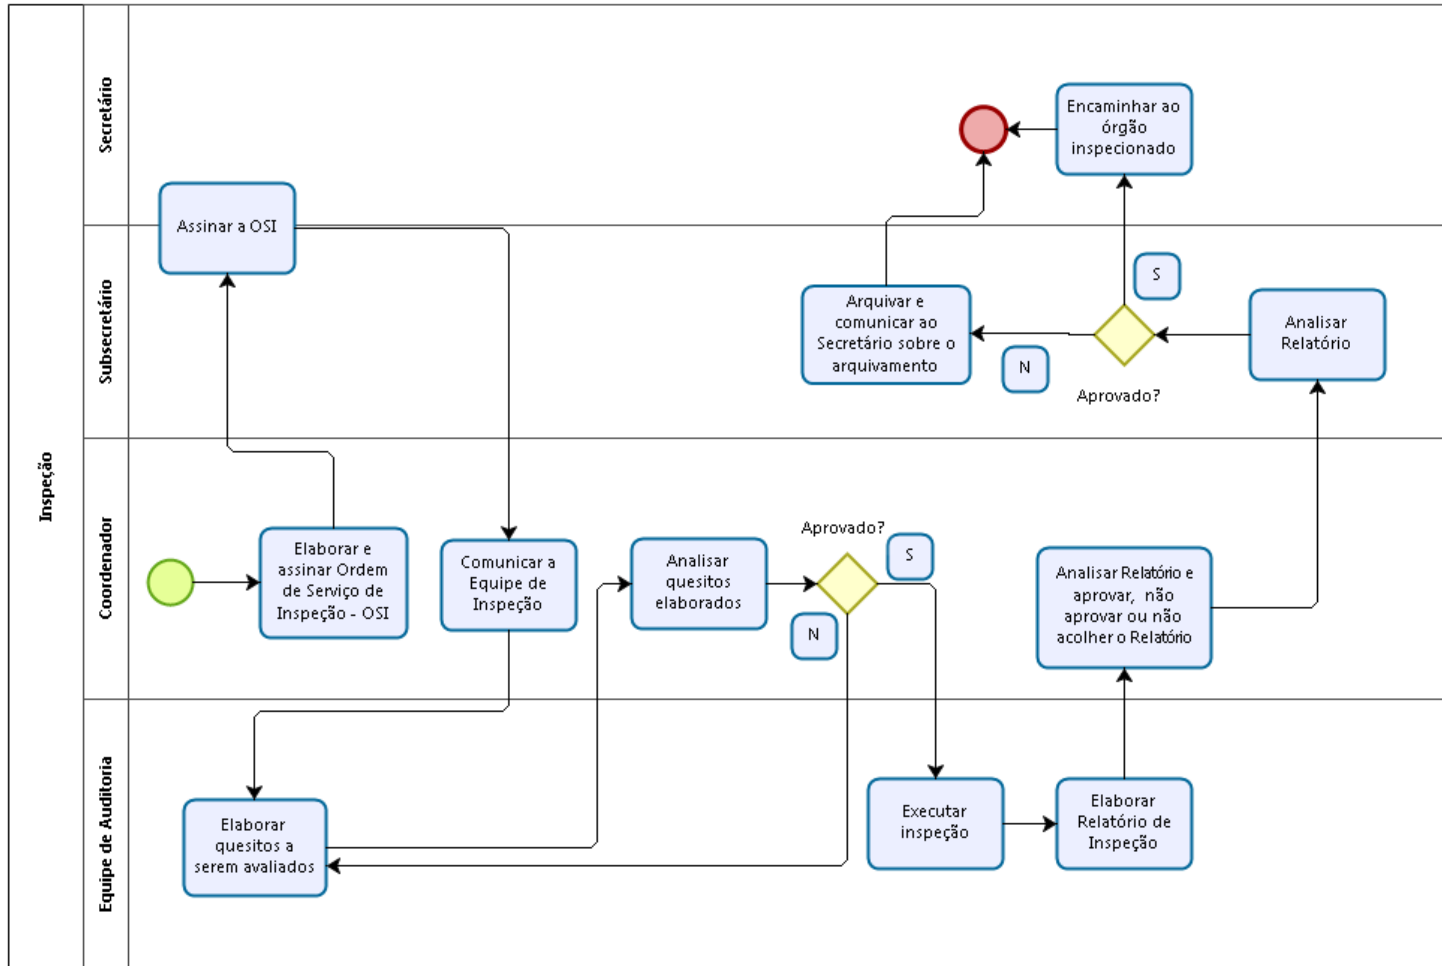 Inspeção
Secretário
Encaminhar ao
órgão
inspecionado
Assinar a OSI
Subsecretário
S
Arquivar e
comunicar ao
Secretário sobre o
arquivamento
N
Aprovado?
Analisar
Relatório
Coordenador
Elaborar e
assinar Ordem
de Serviço de
Inspeção - OSI
Comunicar a
Equipe de
Inspeção
Analisar
quesitos
elaborados
Aprovado?
S
N
Analisar Relatório e
aprovar, não
aprovar ou não
acolher o Relatório
Equipe de Auditoria
Elaborar
quesitos a
serem avaliados
Executar
inspeção
Elaborar
Relatório de
Inspeção